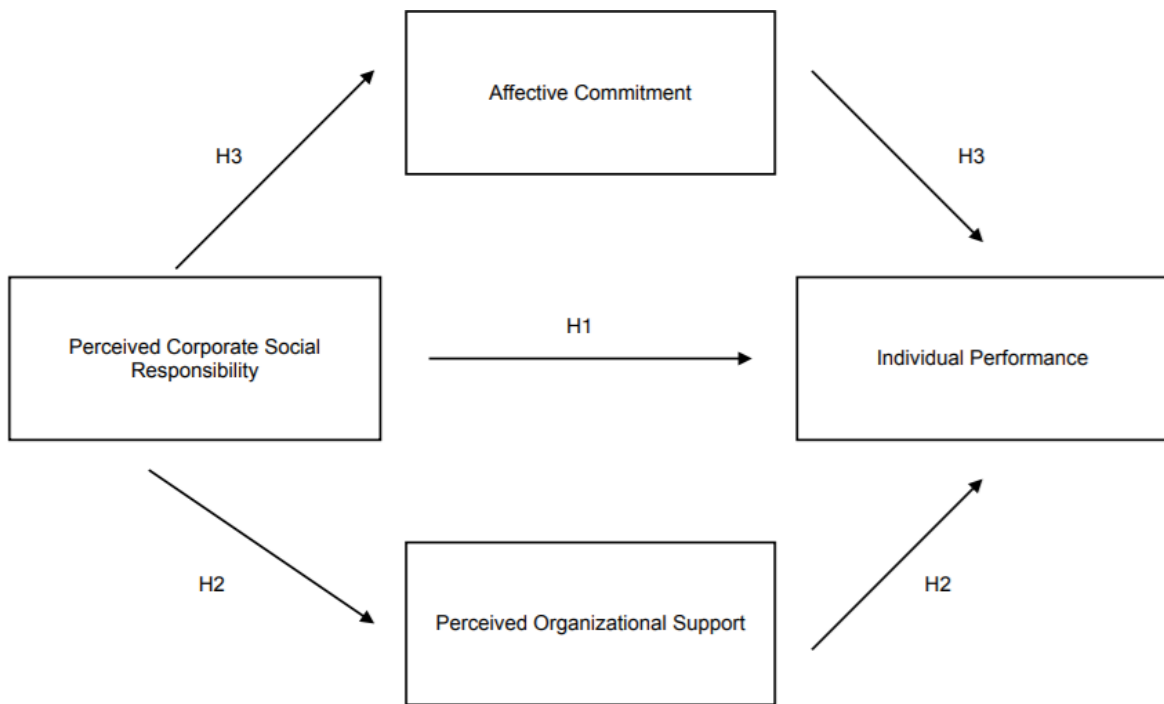 Affective Commitment
H3
H3
Perceived Corporate Social
Responsibility
H1
Individual Performance
H2
Perceived Organizational Support
H2